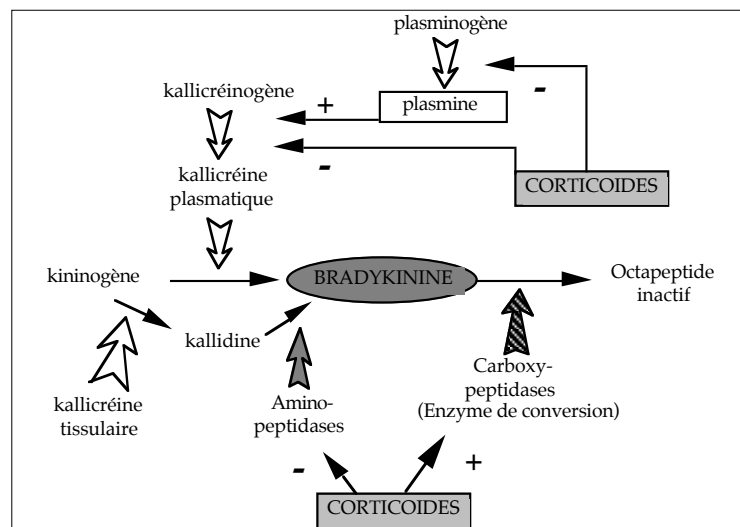 plasminogène
kallicréinogène
+
plasmine
-
kallicréine
plasmatique
-
CORTICOIDES
kininogène
BRADYKININE
Octapeptide
inactif
kallidine
kallicréine
tissulaire
Amino-
peptidases
Carboxy-
peptidases
(Enzyme de conversion)
-
+
CORTICOIDES